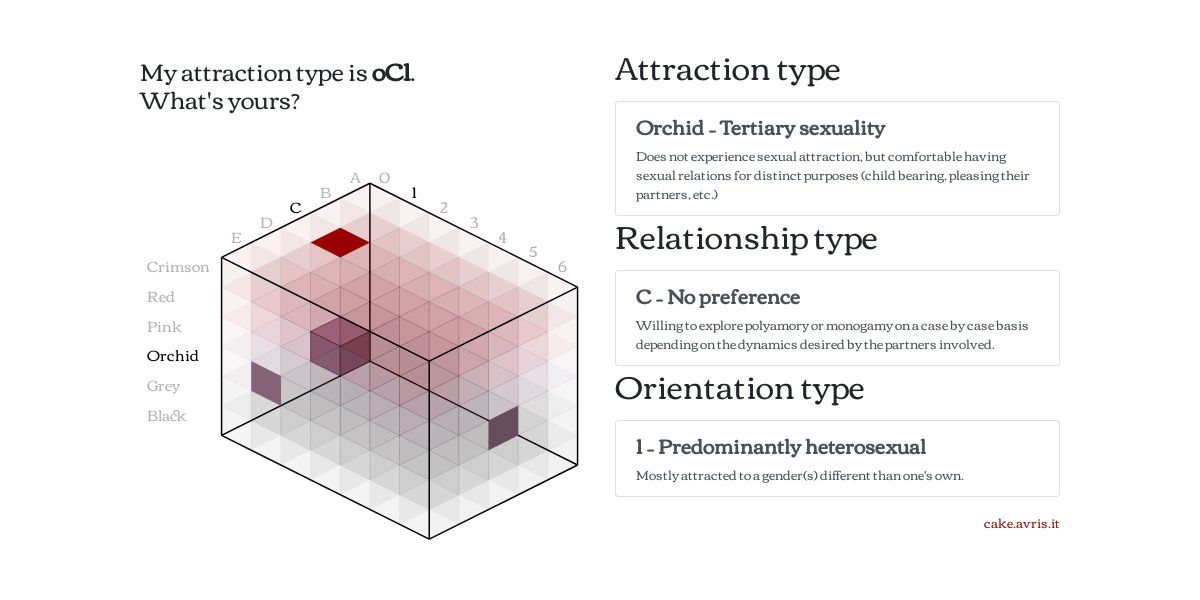 My attraction type is oC1.
What's yours?
A O
B 1
C 2
D 3
E 4
5
6
Crimson
Red
Pink
Orchid
Grey
Black
Attraction type
Orchid - Tertiary sexuality
Does not experience sexual attraction, but comfortable having
sexual relations for distinct purposes (child bearing, pleasing their
partners, etc.)
Relationship type
C - No preference
Willing to explore polyamory or monogamy on a case by case basis
depending on the dynamics desired by the partners involved.
Orientation type
1 - Predominantly heterosexual
Mostly attracted to a gender(s) different than one's own.
cake.avris.it